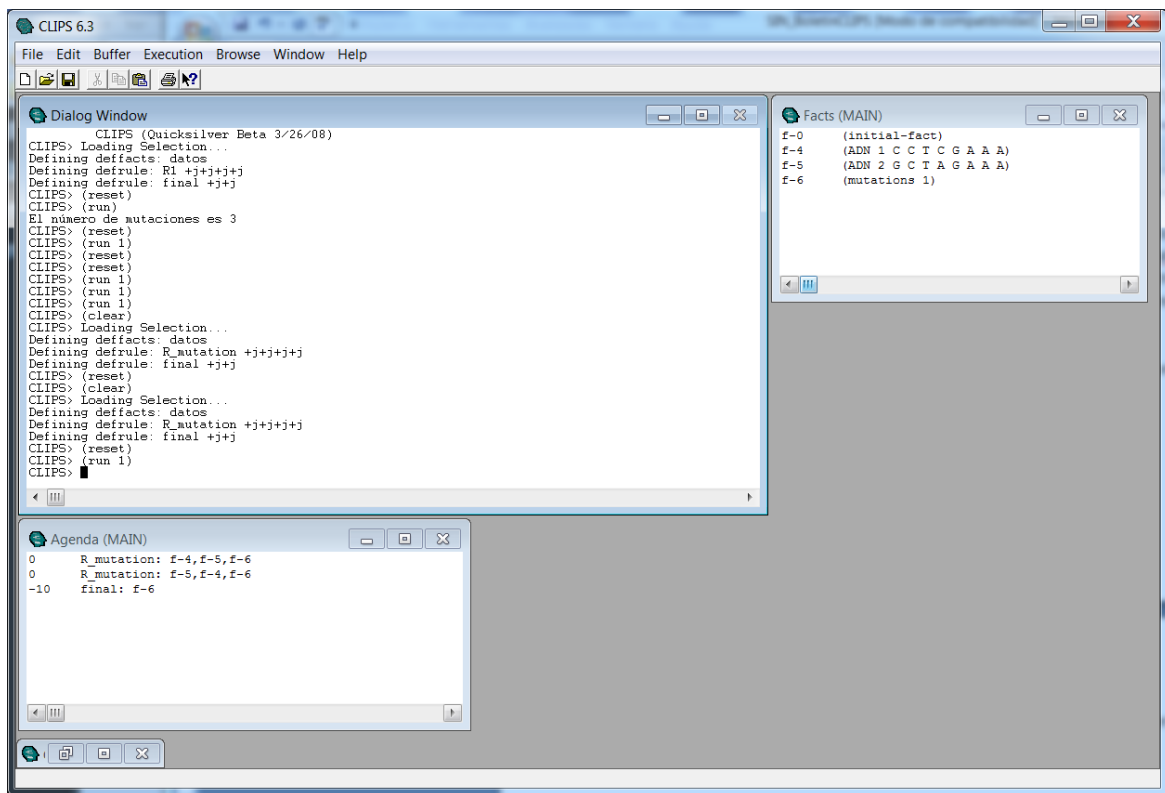 CLIPS 6.3
File Edit Buffer Execution Browse Window Help
Dialog Window
CLIPS (Quicksilver Beta 3/26/08)
CLIPS> Loading Selection...
Defining deffacts: datos
Defining defrule: R1 +j+j+j+j
Defining defrule: final +j+j
CLIPS> (reset)
CLIPS> (run)
El número de mutaciones es 3
CLIPS> (reset)
CLIPS> (run 1)
CLIPS> (reset)
CLIPS> (reset)
CLIPS> (run 1)
CLIPS> (run 1)
CLIPS> (run 1)
CLIPS> (clear)
CLIPS> Loading Selection...
Defining deffacts: datos
Defining defrule: R_mutation +j+j+j+j
Defining defrule: final +j+j
CLIPS> (reset)
CLIPS> (clear)
CLIPS> Loading Selection...
Defining deffacts: datos
Defining defrule: R_mutation +j+j+j+j
Defining defrule: final +j+j
CLIPS> (reset)
CLIPS> (run 1)
CLIPS>
Facts (MAIN)
f-0 (initial-fact)
f-4 (ADN 1 C C T C G A A A)
f-5 (ADN 2 G C T A G A A A)
f-6 (mutations 1)
Agenda (MAIN)
0 R_mutation: f-4,f-5,f-6
0 R_mutation: f-5,f-4,f-6
-10 final: f-6